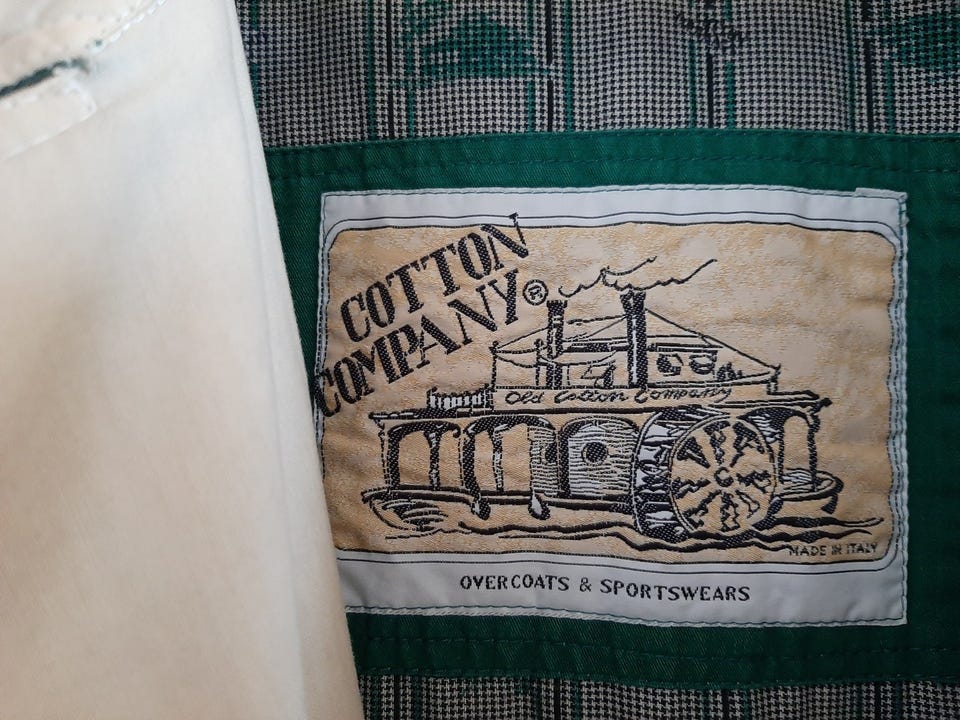 COTTON
COMPANY®
Old Cotton Company
MADE IN ITALY
OVERCOATS & SPORTSWEARS